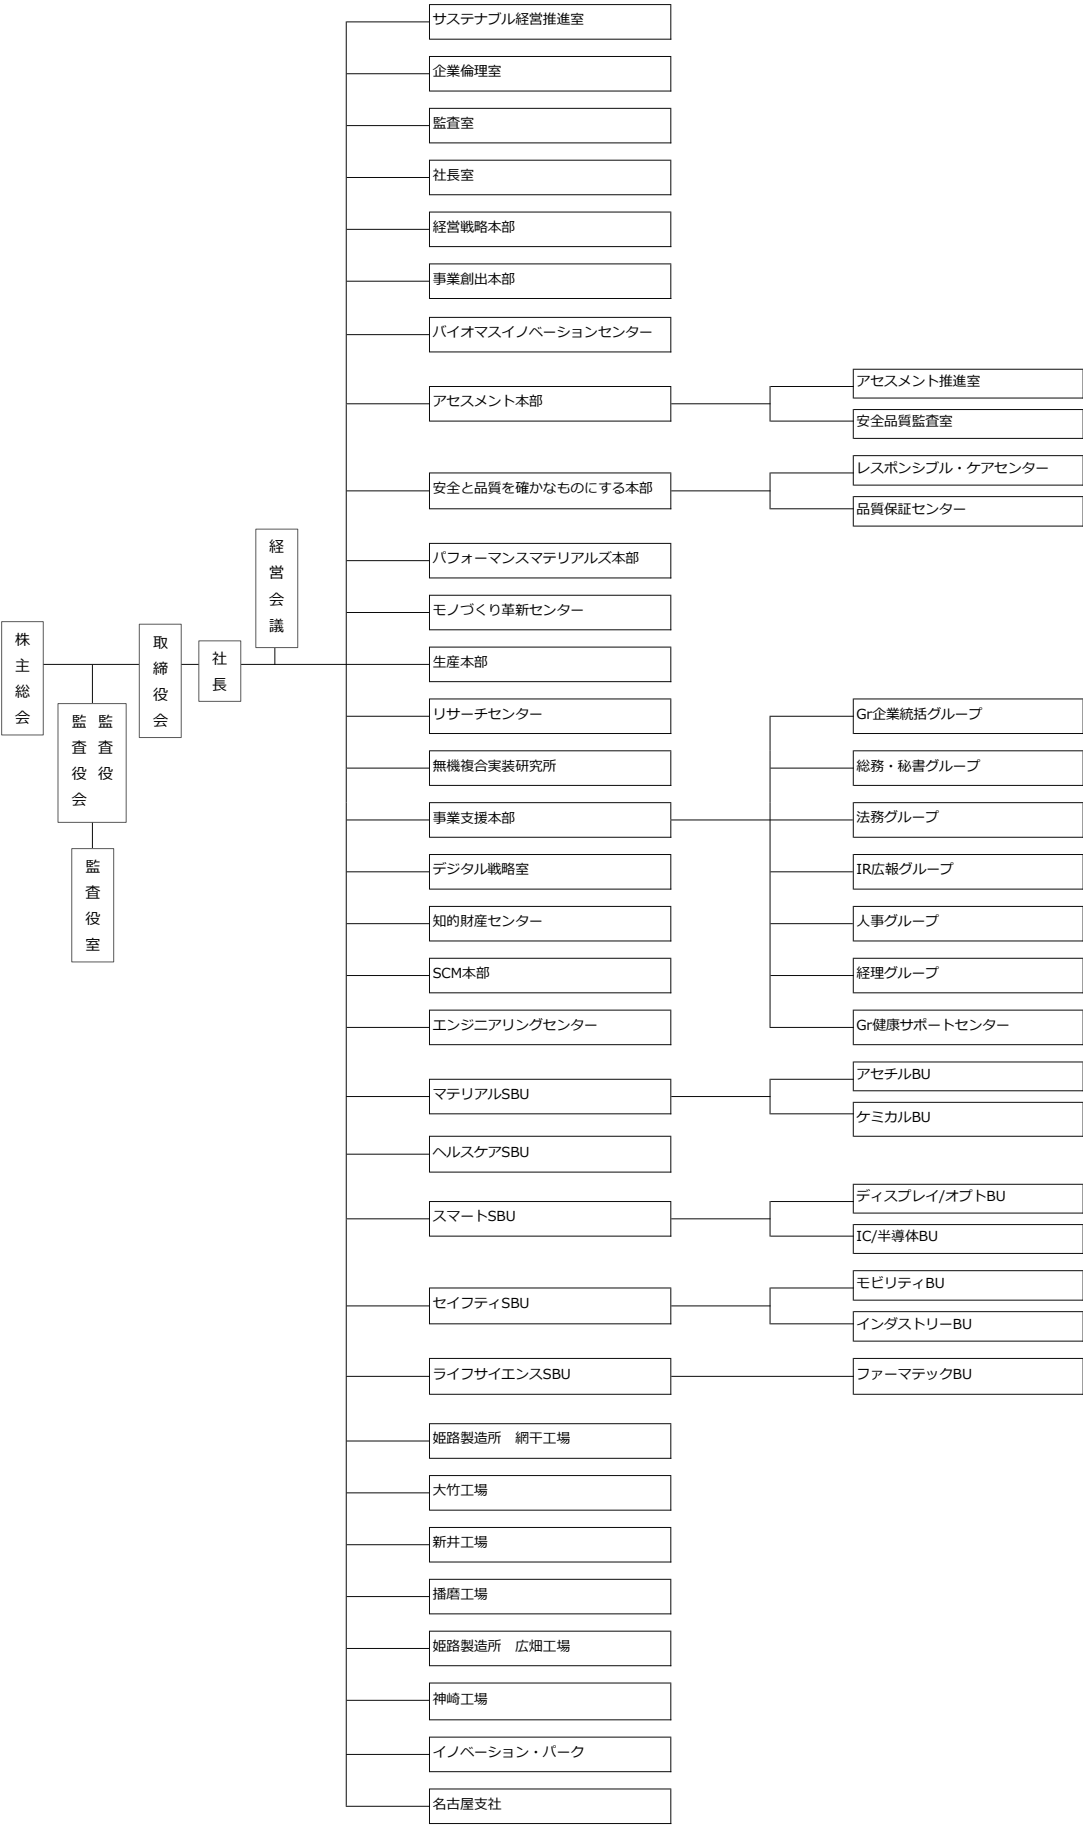 株主総会
監査役会
監査役
監査役室
取締役会
社長
経営会議
サステナブル経営推進室
企業倫理室
監査室
社長室
経営戦略本部
事業創出本部
バイオマスイノベーションセンター
アセスメント本部
アセスメント推進室
安全品質監査室
安全と品質を確かなものにする本部
レスポンシブル・ケアセンター
品質保証センター
パフォーマンスマテリアルズ本部
モノづくり革新センター
生産本部
リサーチセンター
無機複合実装研究所
事業支援本部
Gr企業統括グループ
総務・秘書グループ
法務グループ
IR広報グループ
人事グループ
経理グループ
Gr健康サポートセンター
デジタル戦略室
知的財産センター
SCM本部
エンジニアリングセンター
マテリアルSBU
アセチルBU
ケミカルBU
ヘルスケアSBU
スマートSBU
ディスプレイ/オプトBU
IC/半導体BU
セイフティSBU
モビリティBU
インダストリーBU
ライフサイエンスSBU
ファーマテックBU
姫路製造所　網干工場
大竹工場
新井工場
播磨工場
姫路製造所　広畑工場
神崎工場
イノベーション・パーク
名古屋支社